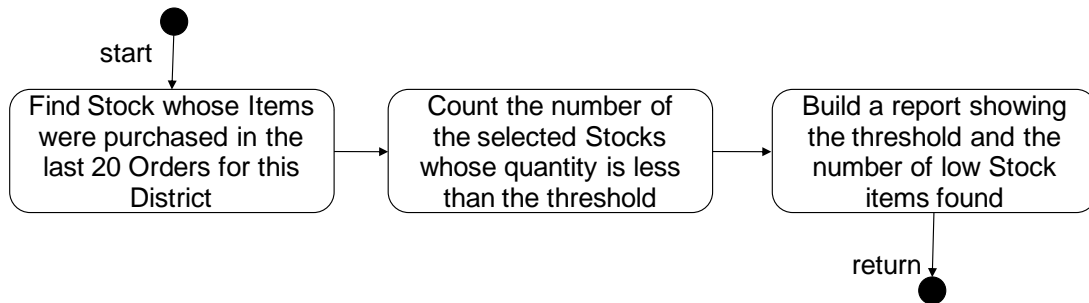 start
Find Stock whose Items
were purchased in the
last 20 Orders for this
District
Count the number of
the selected Stocks
whose quantity is less
than the threshold
Build a report showing
the threshold and the
number of low Stock
items found
return